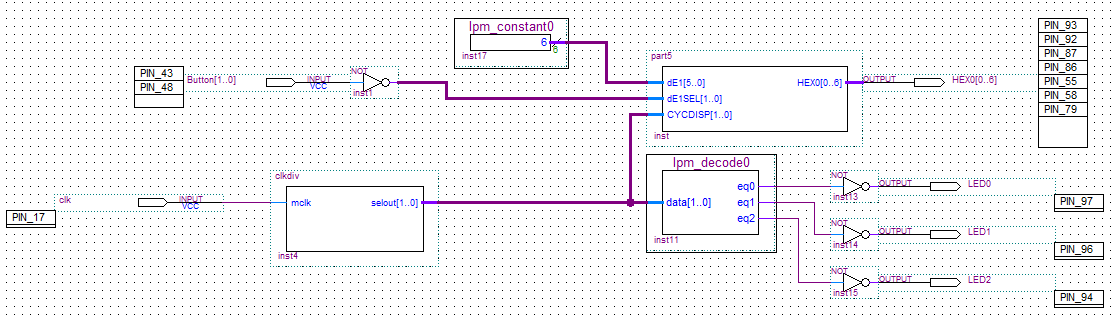 lpm_constant0
6
6
inst17
PIN_93
PIN_92
PIN_87
PIN_86
PIN_55
PIN_58
PIN_79
part5
PIN_43
PIN_48
Button[1..0]
INPUT
VCC
NOT
inst1
dE1[5..0]
dE1SEL[1..0]
CYCDISP[1..0]
HEX0[0..6]
inst
OUTPUT
HEX0[0..6]
lpm_decode0
data[1..0]
eq0
eq1
eq2
inst11
clk
INPUT
VCC
PIN_17
clkdiv
mclk
selout[1..0]
inst4
NOT
inst13
OUTPUT
LED0
PIN_97
NOT
inst14
OUTPUT
LED1
PIN_96
NOT
inst15
OUTPUT
LED2
PIN_94